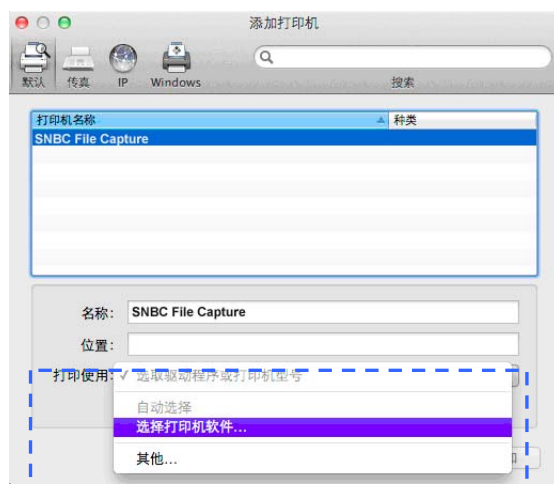 添加打印机
默认 传真 IP Windows 搜索
打印机名称 种类
SNBC File Capture
名称: SNBC File Capture
位置:
打印使用: ✓ 选取驱动程序或打印机型号
自动选择
选择打印机软件...
其他...